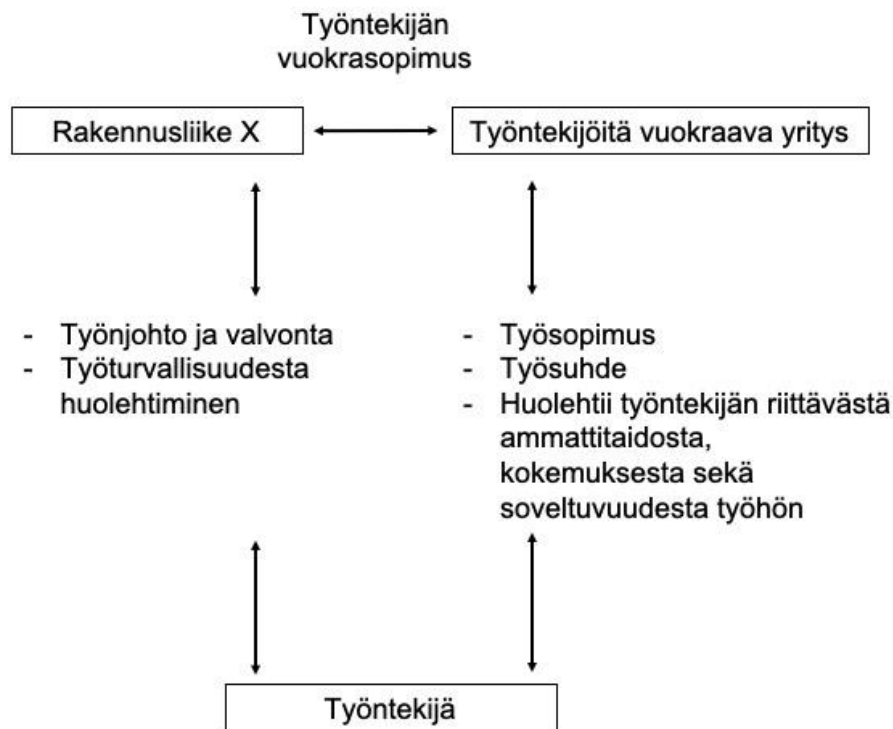 Työntekijän
vuokrasopimus
Rakennusliike X
Työntekijöitä vuokraava yritys
- Työnjohto ja valvonta
- Työturvallisuudesta
huolehtiminen
- Työsopimus
- Työsuhde
- Huolehtii työntekijän riittävästä
ammattitaidosta,
kokemuksesta sekä
soveltuvuudesta työhön
Työntekijä